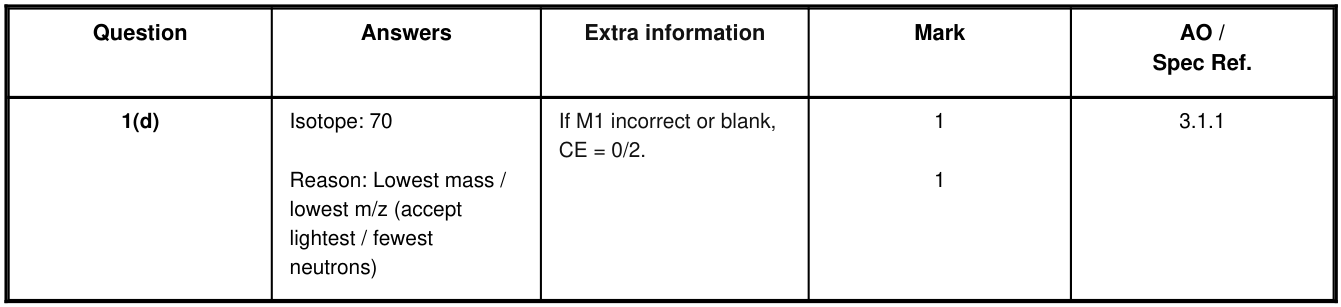 Question Answers Extra information Mark AO /
Spec Ref.
1(d) Isotope: 70 If M1 incorrect or blank, 1 3.1.1
CE = 0/2.
Reason: Lowest mass / 1
lowest m/z (accept
lightest / fewest
neutrons)